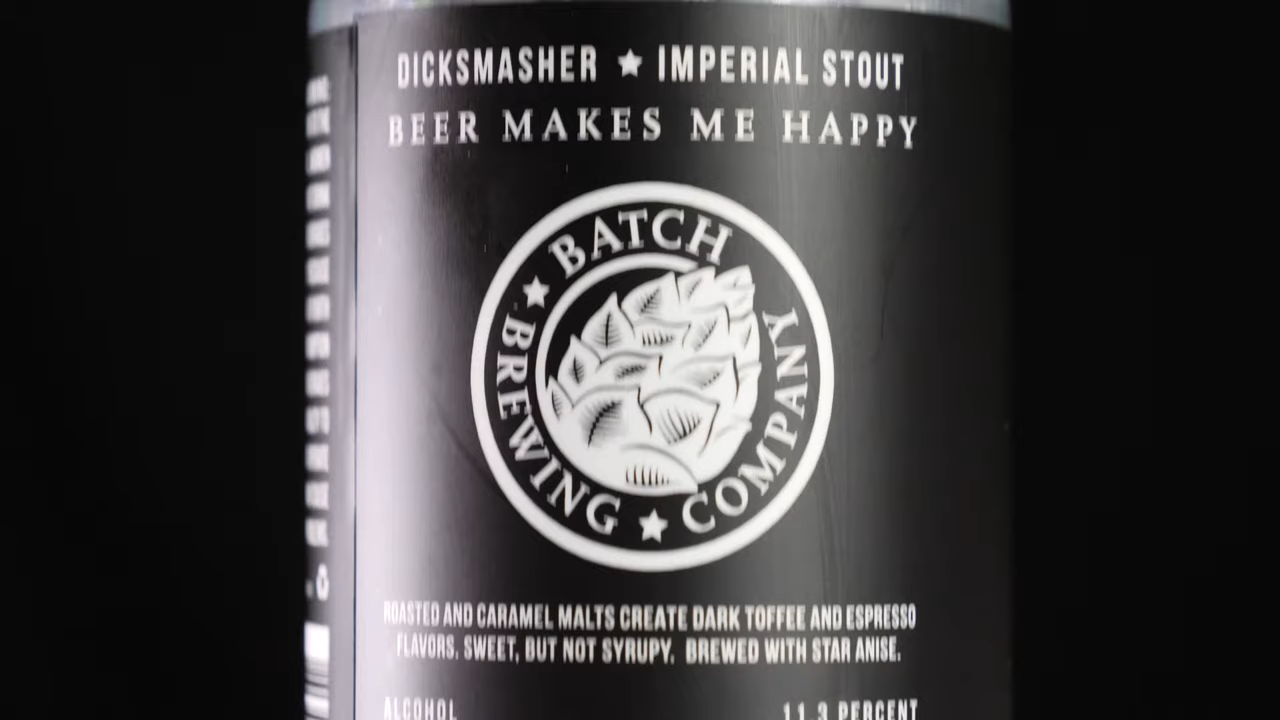 DICKSMASHER ★ IMPERIAL STOUT
BEER MAKES ME HAPPY
BATCH
BREWING ★ COMPANY
ROASTED AND CARAMEL MALTS CREATE DARK TOFFEE AND ESPRESSO
FLAVORS. SWEET, BUT NOT SYRUPY. BREWED WITH STAR ANISE.
ALCOHOL 11.3 PERCENT